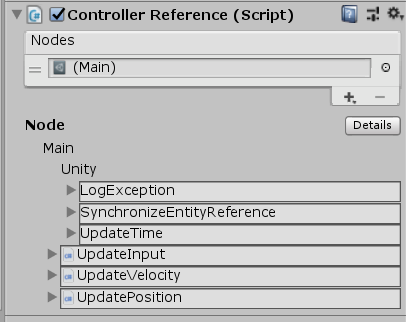 Controller Reference (Script)
Nodes
(Main)
Node
Details
Main
Unity
LogException
SynchronizeEntityReference
UpdateTime
UpdateInput
UpdateVelocity
UpdatePosition